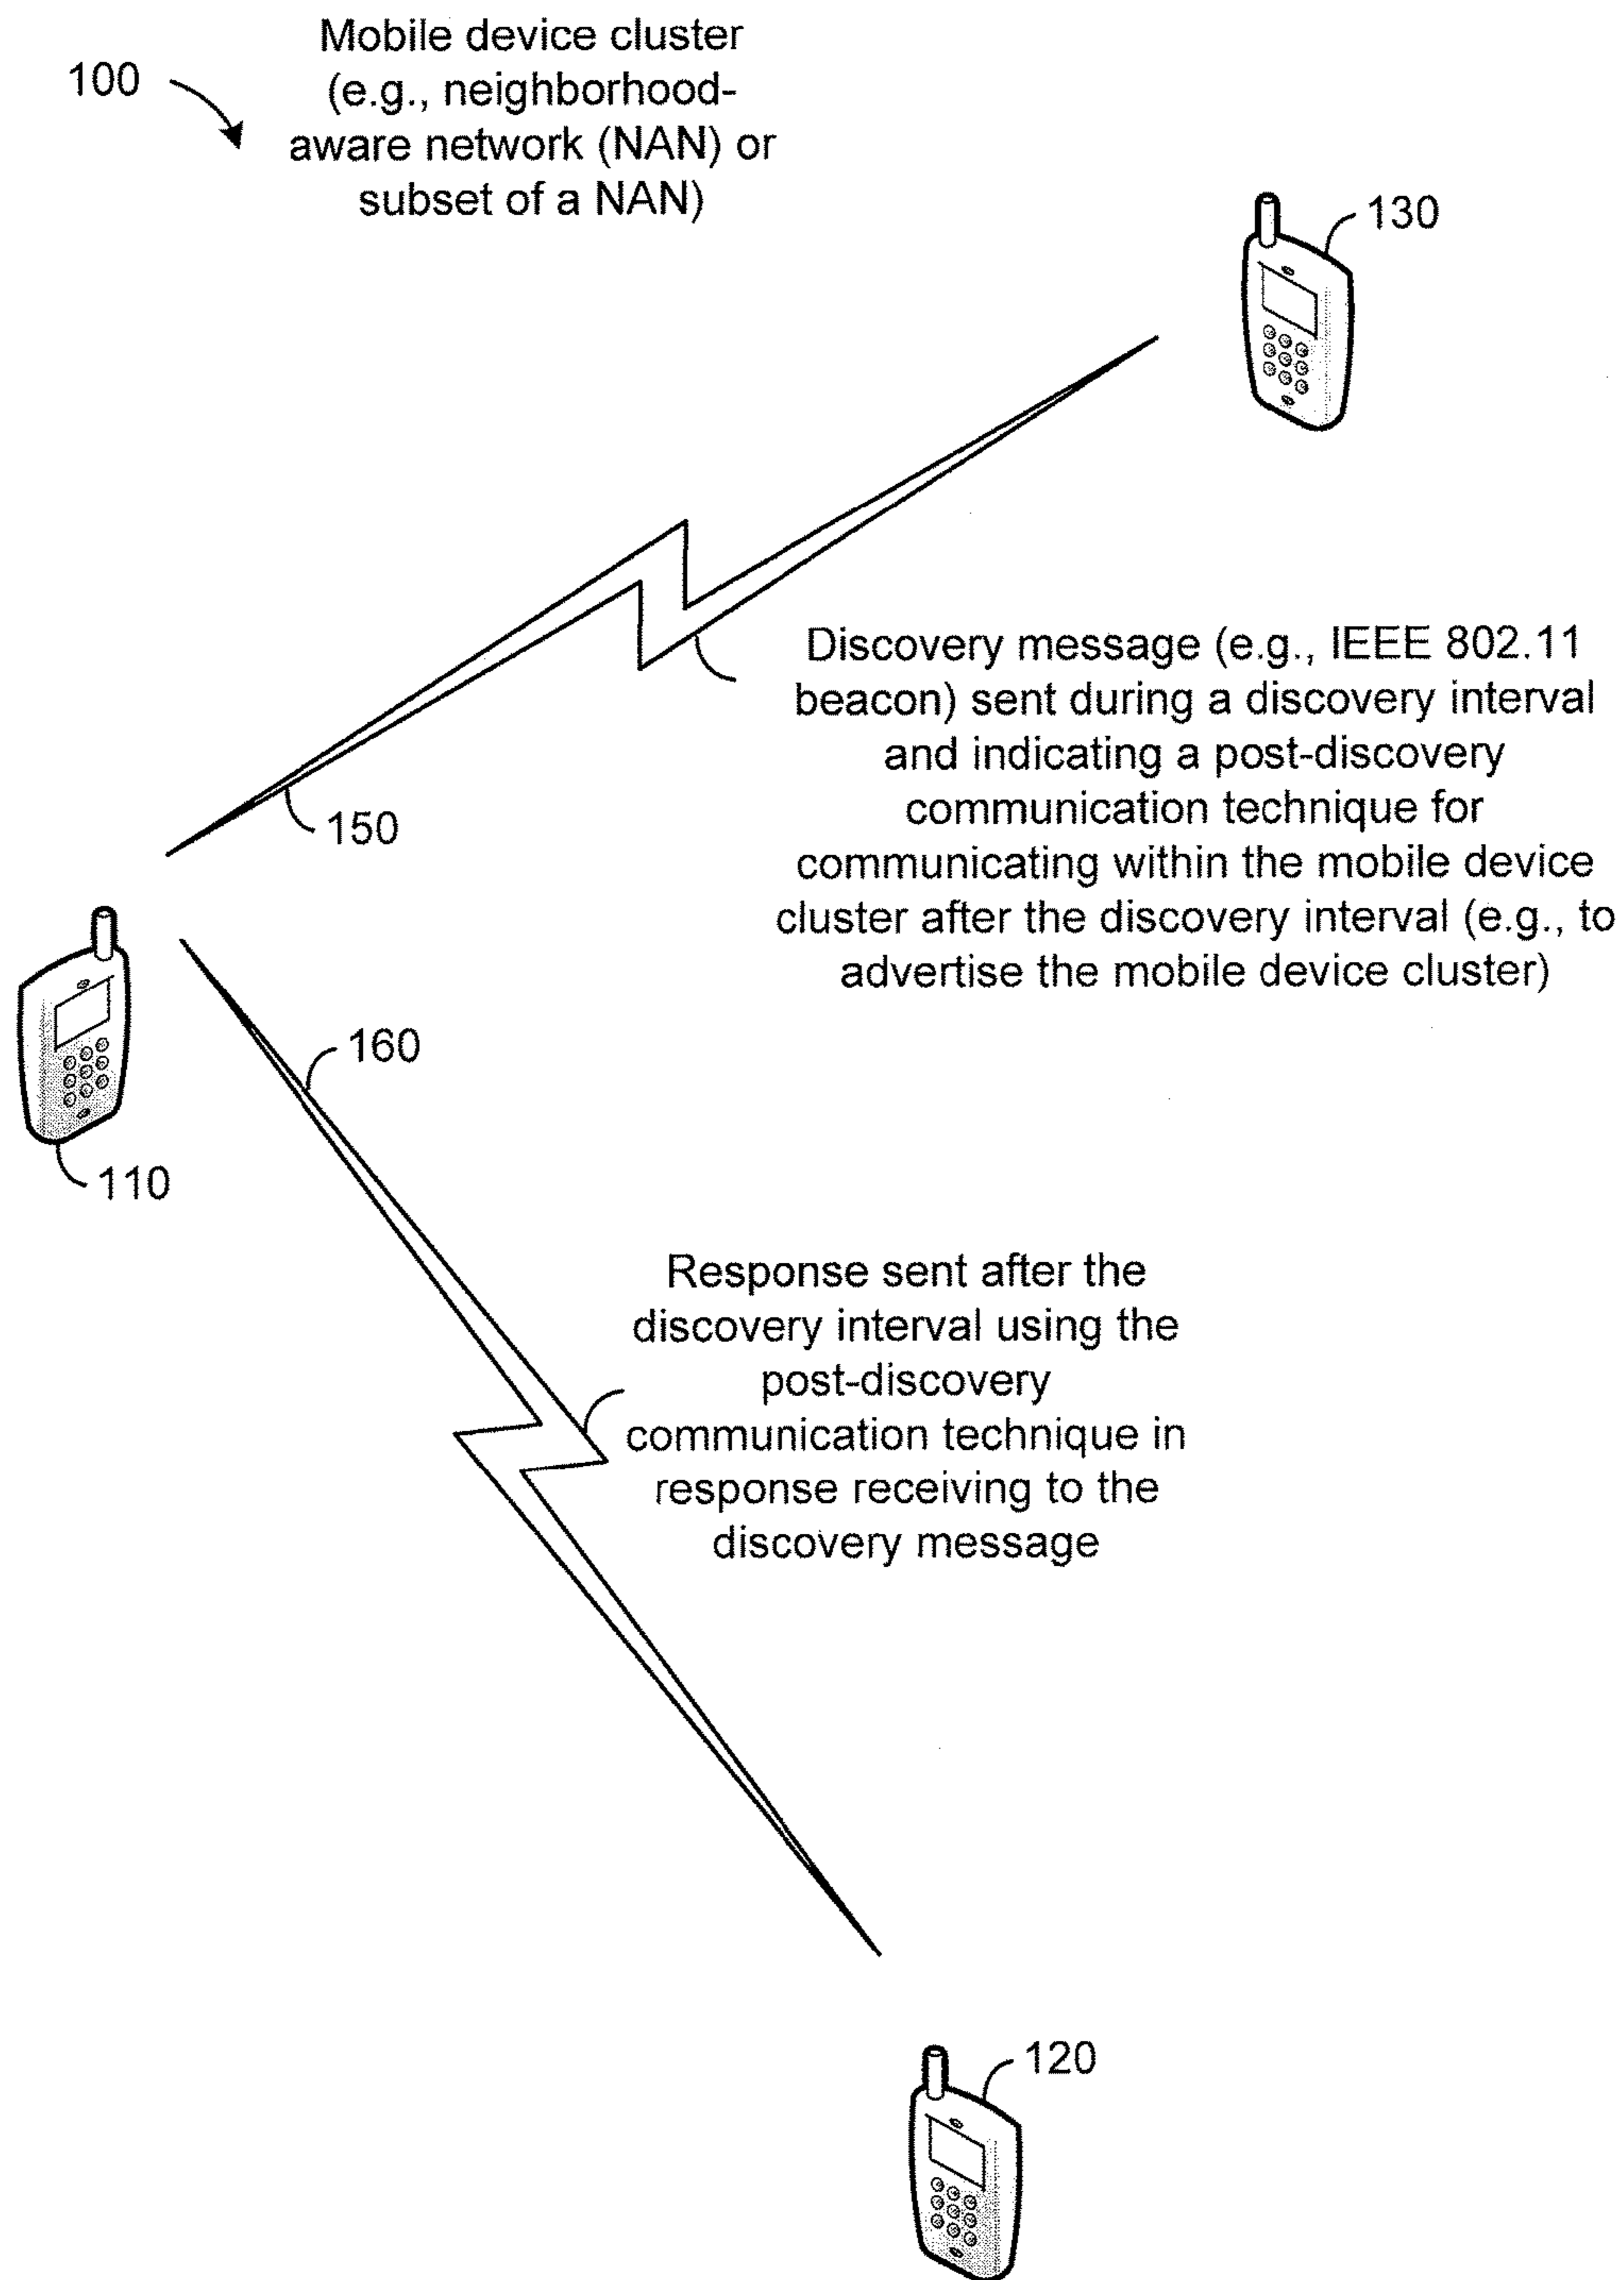 Mobile device cluster
(e.g., neighborhood-
aware network (NAN) or
subset of a NAN)
100
130
Discovery message (e.g., IEEE 802.11
beacon) sent during a discovery interval
and indicating a post-discovery
communication technique for
communicating within the mobile device
cluster after the discovery interval (e.g., to
advertise the mobile device cluster)
150
160
110
Response sent after the
discovery interval using the
post-discovery
communication technique in
response receiving to the
discovery message
120